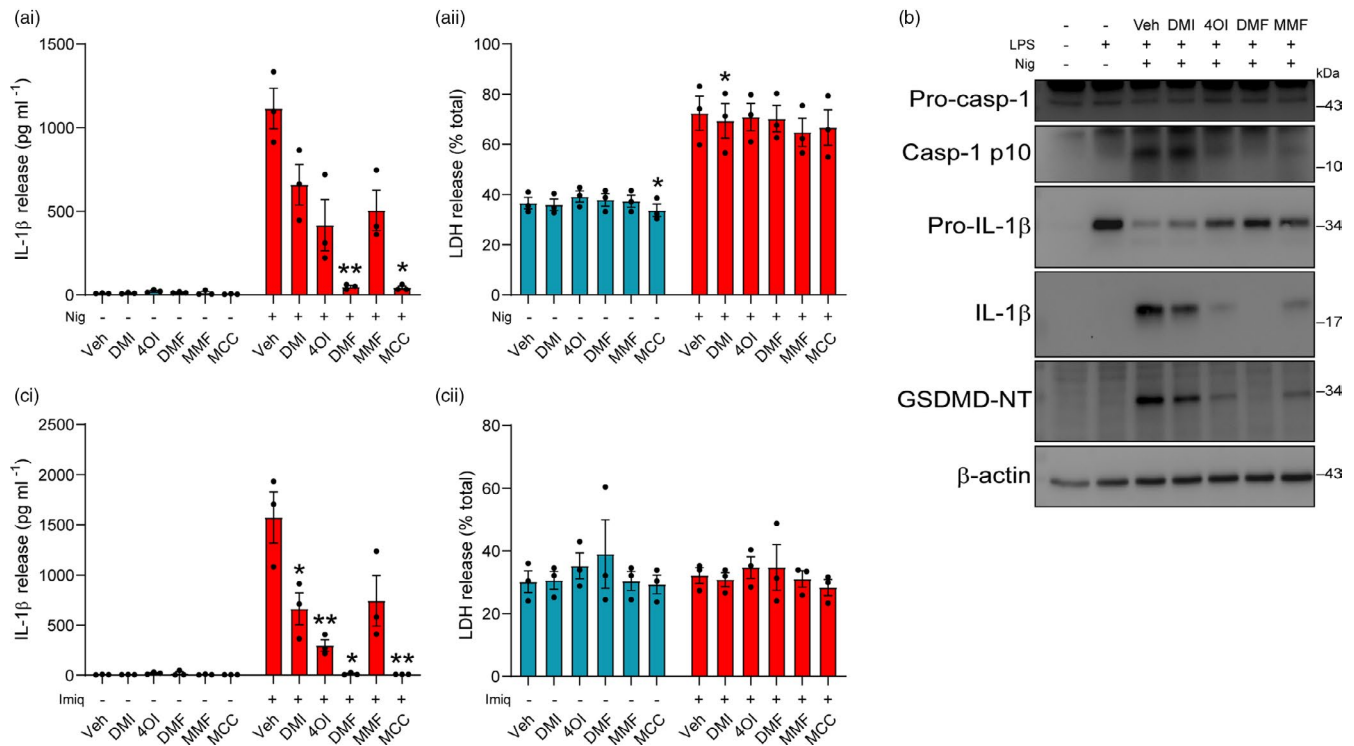 (ai)
IL-1β release (pg ml -1)
1500
1000
500
0
** *
Nig - - - - - - + + + + + +
Veh DMI 4OI DMF MMF MCC Veh DMI 4OI DMF MMF MCC
(aii)
LDH release (% total)
100
80
60
40
20
0
* *
Nig - - - - - - + + + + + +
Veh DMI 4OI DMF MMF MCC Veh DMI 4OI DMF MMF MCC
(b)
Veh DMI 4OI DMF MMF
LPS - + + + + + +
Nig - - + + + + +
kDa
Pro-casp-1 –43
Casp-1 p10 –10
Pro-IL-1β –34
IL-1β –17
GSDMD-NT –34
β-actin –43
(ci)
IL-1β release (pg ml -1)
2500
2000
1500
1000
500
0
* ** * **
Imiq - - - - - - + + + + + +
Veh DMI 4OI DMF MMF MCC Veh DMI 4OI DMF MMF MCC
(cii)
LDH release (% total)
80
60
40
20
0
Imiq - - - - - - + + + + + +
Veh DMI 4OI DMF MMF MCC Veh DMI 4OI DMF MMF MCC